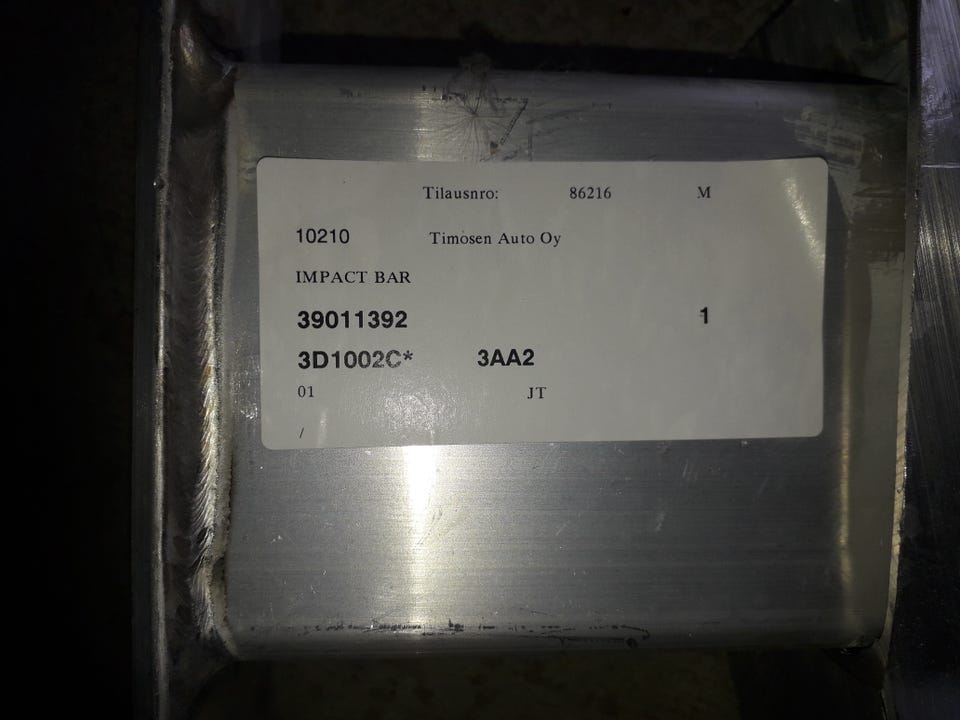 Tilausnro: 86216 M
10210 Timosen Auto Oy
IMPACT BAR
39011392 1
3D1002C* 3AA2
01 JT
/